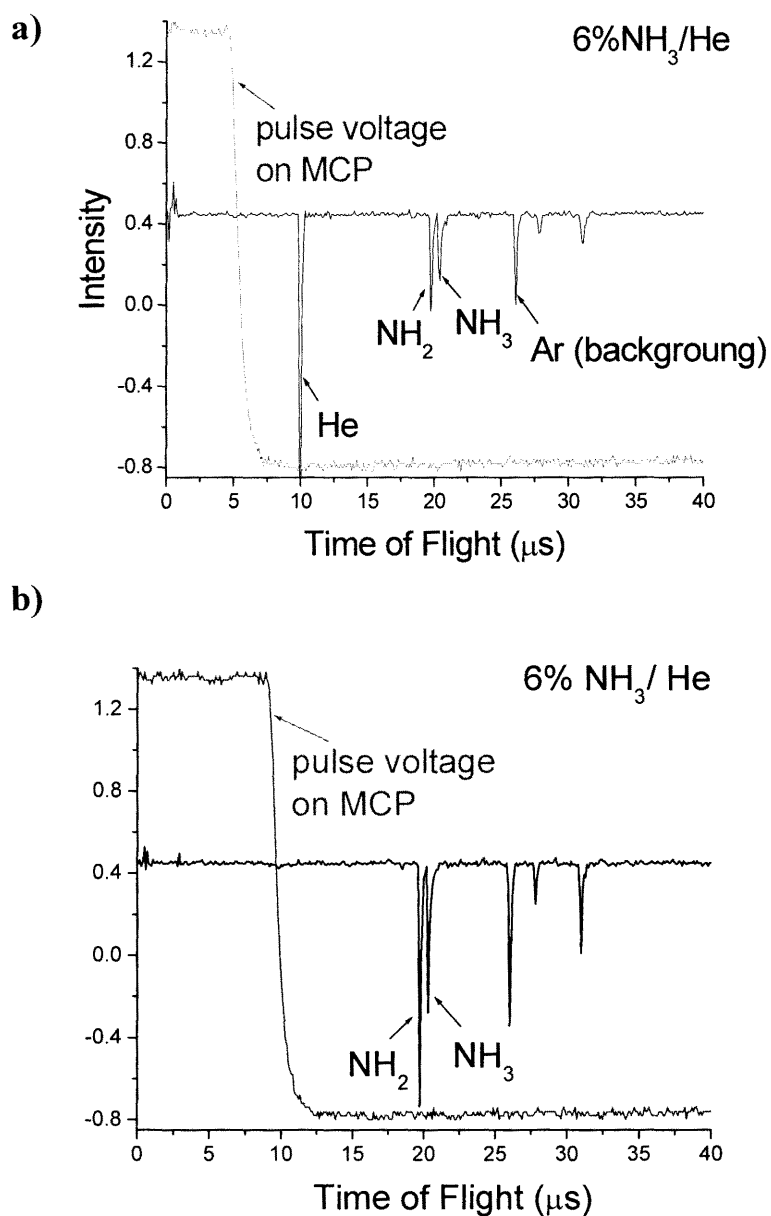 a)
6%NH₃/He
pulse voltage
on MCP
Intensity
1.2
0.8
0.4
0.0
-0.4
-0.8
NH₂
NH₃
Ar (backgroung)
He
0 5 10 15 20 25 30 35 40
Time of Flight (μs)
b)
6% NH₃/ He
pulse voltage
on MCP
1.2
0.8
0.4
0.0
-0.4
-0.8
NH₂
NH₃
0 5 10 15 20 25 30 35 40
Time of Flight (μs)